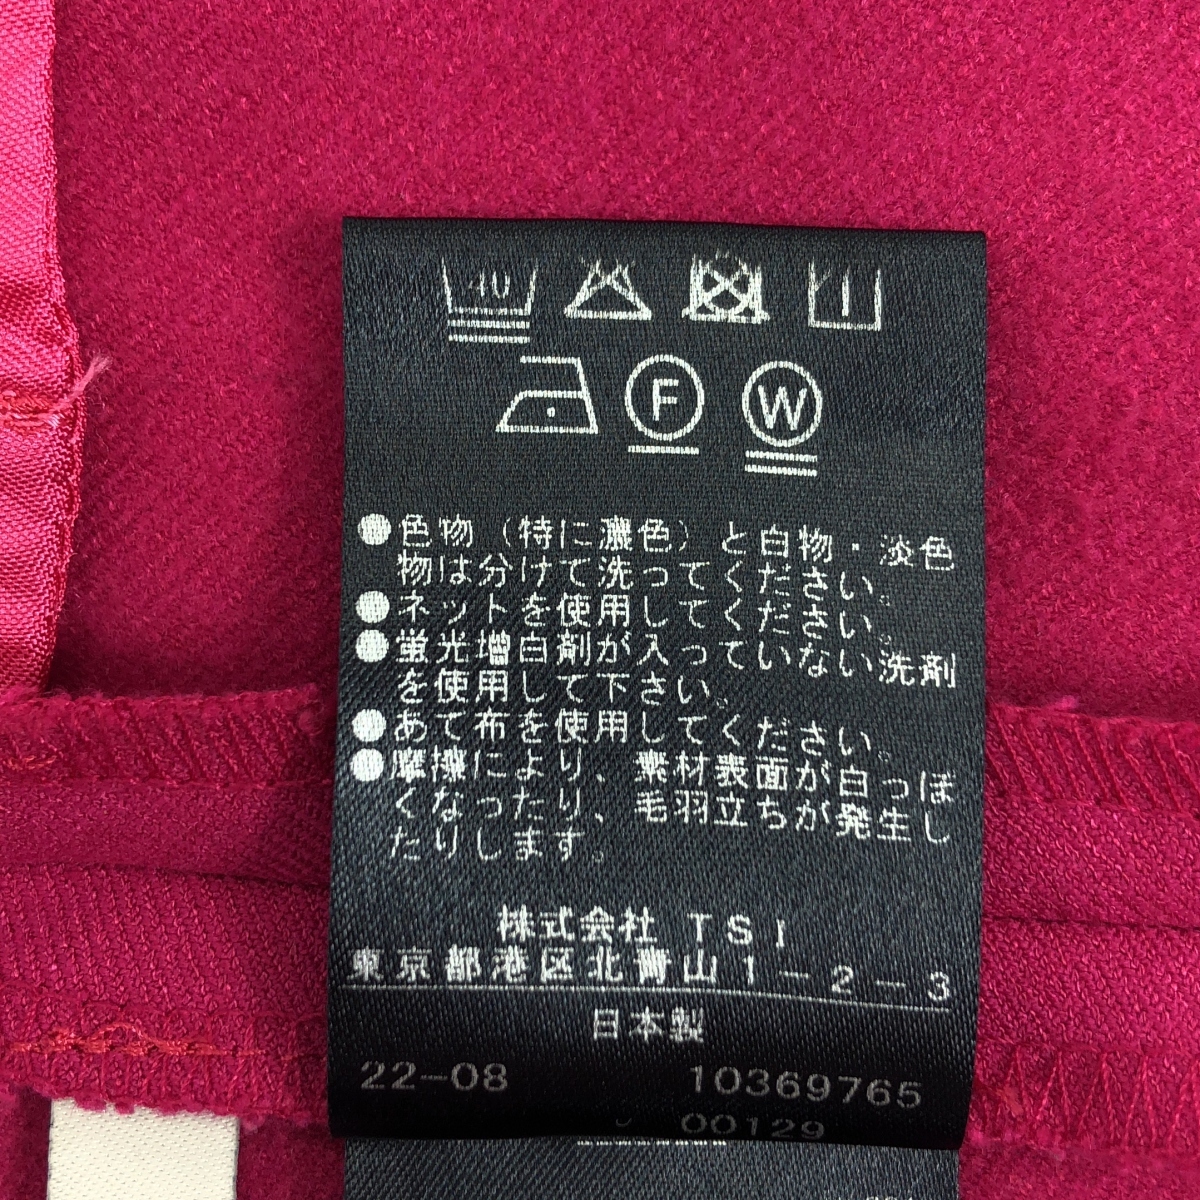 40
F W
●色物(特に濃色)と白物・淡色
物は分けて洗ってください。
●ネットを使用してください。
●蛍光増白剤が入っていない洗剤
を使用して下さい。
●あて布を使用してください。
●摩擦により、素材表面が白っぽ
くなったり、毛羽立ちが発生し
たりします。
株式会社 TSI
東京都港区北青山1-2-3
日本製
22-08 10369765
00129